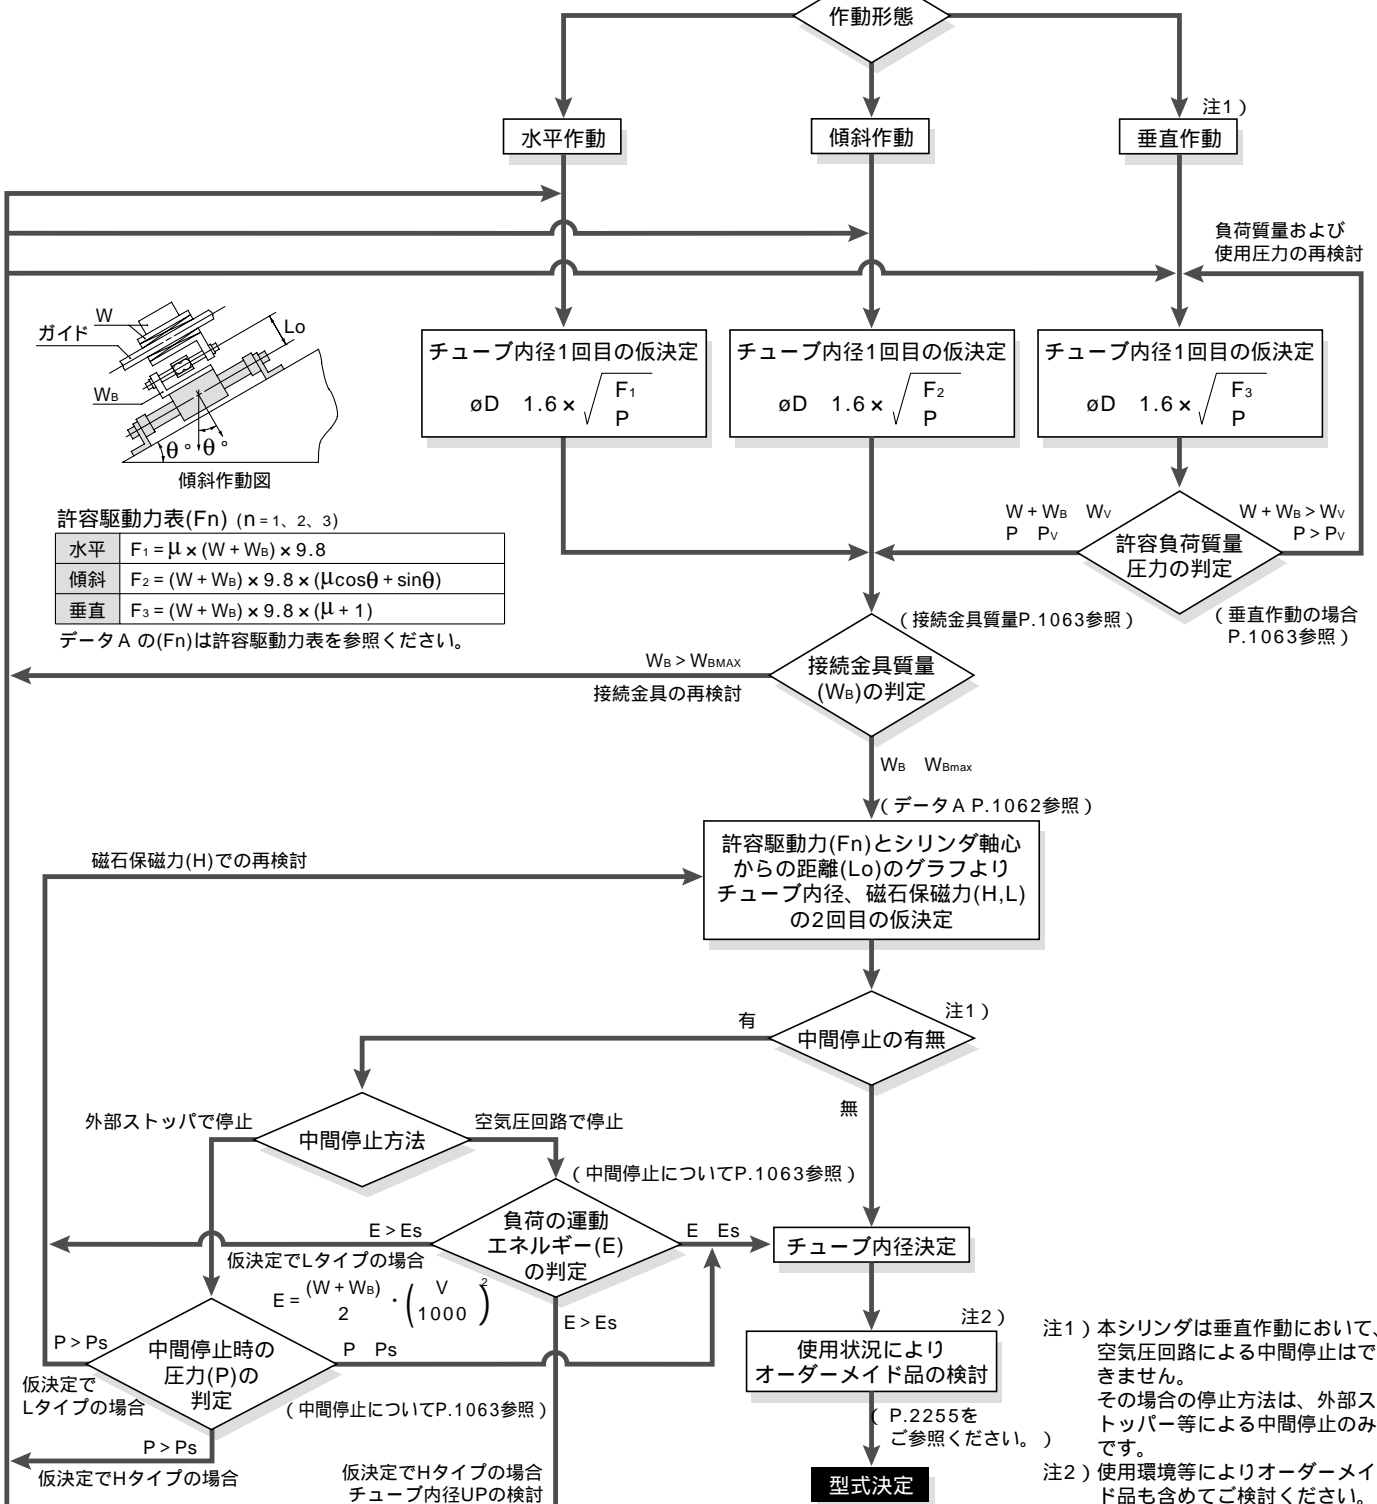 作動形態
注1）
水平作動
傾斜作動
垂直作動
負荷質量および
使用圧力の再検討
W
ガイド
Lo
WB
θ° θ°
傾斜作動図
チューブ内径1回目の仮決定
øD 1.6×√ F1
P
チューブ内径1回目の仮決定
øD 1.6×√ F2
P
チューブ内径1回目の仮決定
øD 1.6×√ F3
P
許容駆動力表(Fn) (n=1、2、3)
水平 F1=μ×(W+WB)×9.8
傾斜 F2=(W+WB)×9.8×(μcosθ+sinθ)
垂直 F3=(W+WB)×9.8×(μ+1)
データA の(Fn)は許容駆動力表を参照ください。
W+WB WV
P PV
許容負荷質量
圧力の判定
W+WB>WV
P>PV
（垂直作動の場合
P.1063参照）
（接続金具質量P.1063参照）
接続金具質量
(WB)の判定
WB>WBMAX
接続金具の再検討
WB WBmax
（データA P.1062参照）
許容駆動力(Fn)とシリンダ軸心
からの距離(Lo)のグラフより
チューブ内径、磁石保磁力(H,L)
の2回目の仮決定
磁石保磁力(H)での再検討
注1）
中間停止の有無
有
無
外部ストッパで停止
中間停止方法
空気圧回路で停止
（中間停止についてP.1063参照）
負荷の運動
エネルギー(E)
の判定
E>Es
仮決定でLタイプの場合
E Es
E=(W+WB)
2
・(V
1000)2
E>Es
チューブ内径決定
P>Ps
仮決定で
Lタイプの場合
中間停止時の
圧力(P)の
判定
P Ps
（中間停止についてP.1063参照）
P>Ps
仮決定でHタイプの場合
仮決定でHタイプの場合
チューブ内径UPの検討
注2）
使用状況により
オーダーメイド品の検討
（ P.2255を
ご参照ください。）
型式決定
注1）本シリンダは垂直作動において、
空気圧回路による中間停止はで
きません。
その場合の停止方法は、外部ス
トッパー等による中間停止のみ
です。
注2）使用環境等によりオーダーメイ
ド品も含めてご検討ください。